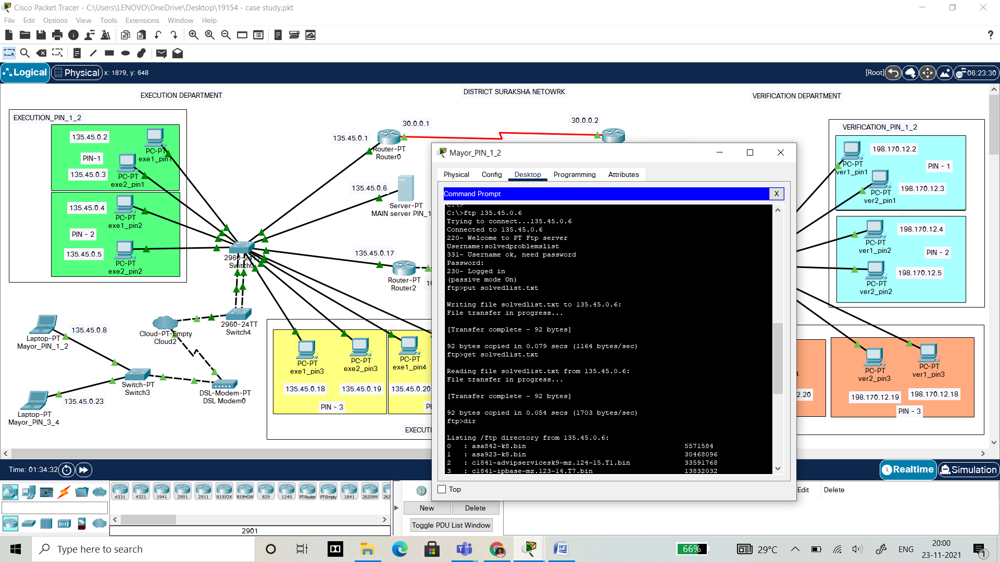 Cisco Packet Tracer - C:\Users\LENOVO\OneDrive\Desktop\19154 - case study.pkt
File Edit Options View Tools Extensions Window Help
Logical Physical x: 1879, y: 648
[Root] 06:23:30
EXECUTION DEPARTMENT
DISTRICT SURAKSHA NETOWRK
VERIFICATION DEPARTMENT
EXECUTION_PIN_1_2
135.45.0.2
PC-PT
exe1_pin1
PIN-1
135.45.0.3
PC-PT
exe2_pin1
135.45.0.4
PC-PT
exe1_pin2
PIN - 2
135.45.0.5
PC-PT
exe2_pin2
30.0.0.1
30.0.0.2
135.45.0.1
Router-PT
Router0
135.45.0.6
Server-PT
MAIN server PIN_1
2960-24TT
Switch0
135.45.0.17
Router-PT
Router2
10
2960-24TT
Switch4
Cloud-PT-Empty
Cloud2
135.45.0.8
Laptop-PT
Mayor_PIN_1_2
Switch-PT
Switch3
DSL-Modem-PT
DSL Modem0
135.45.0.23
Laptop-PT
Mayor_PIN_3_4
PC-PT
exe1_pin3
PC-PT
exe2_pin3
PC-PT
exe1_pin4
135.45.0.18
135.45.0.19
135.45.0.20
PIN - 3
PI
EXECUTI
Mayor_PIN_1_2
Physical Config Desktop Programming Attributes
Command Prompt X
C:\>
C:\>ftp 135.45.0.6
Trying to connect...135.45.0.6
Connected to 135.45.0.6
220- Welcome to PT Ftp server
Username:solvedproblemslist
331- Username ok, need password
Password:
230- Logged in
(passive mode On)
ftp>put solvedlist.txt
Writing file solvedlist.txt to 135.45.0.6:
File transfer in progress...
[Transfer complete - 92 bytes]
92 bytes copied in 0.079 secs (1164 bytes/sec)
ftp>get solvedlist.txt
Reading file solvedlist.txt from 135.45.0.6:
File transfer in progress...
[Transfer complete - 92 bytes]
92 bytes copied in 0.054 secs (1703 bytes/sec)
ftp>dir
Listing /ftp directory from 135.45.0.6:
0 : asa842-k8.bin 5571584
1 : asa923-k8.bin 30468096
2 : c1841-advipservicesk9-mz.124-15.T1.bin 33591768
3 : c1841-ipbase-mz.123-14.T7.bin 13832032
Top
VERIFICATION_PIN_1_2
198.170.12.2
PC-PT
ver1_pin1
PIN - 1
198.170.12.3
PC-PT
ver2_pin1
198.170.12.4
PC-PT
ver1_pin2
PIN - 2
198.170.12.5
PC-PT
ver2_pin2
4
2.20
PC-PT
ver2_pin3
PC-PT
ver1_pin3
198.170.12.19
198.170.12.18
PIN - 3
Time: 01:34:32
Realtime Simulation
4331 4321 1941 2901 2911 819IOX 819HGW 829 1240 PT-Router PT-Empty 1841 2620XM 262
2901
New Delete
Toggle PDU List Window
Edit Delete
Type here to search
66%
29°C
ENG
20:00
23-11-2021
1